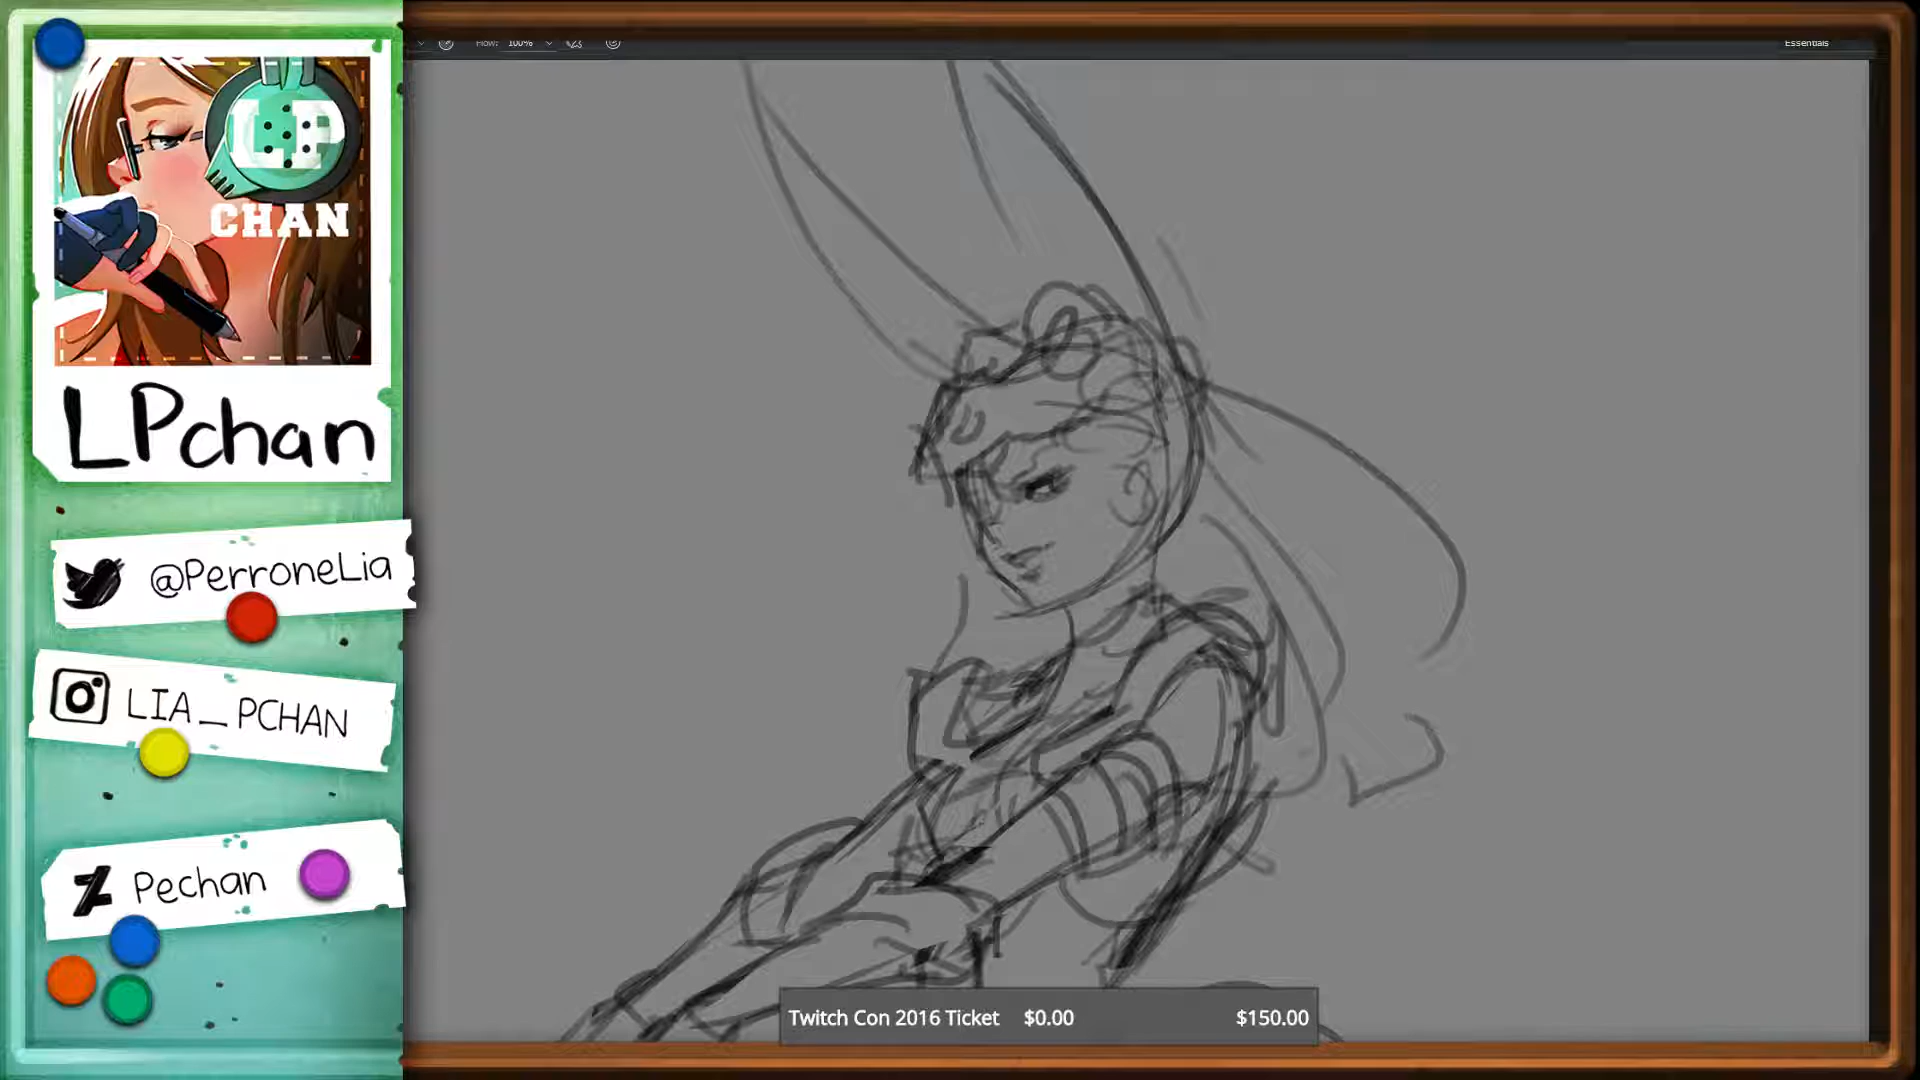 Flow: 100%
Essentials
LP
CHAN
LPchan
@PerroneLia
LIA_PCHAN
Pechan
Twitch Con 2016 Ticket $0.00 $150.00